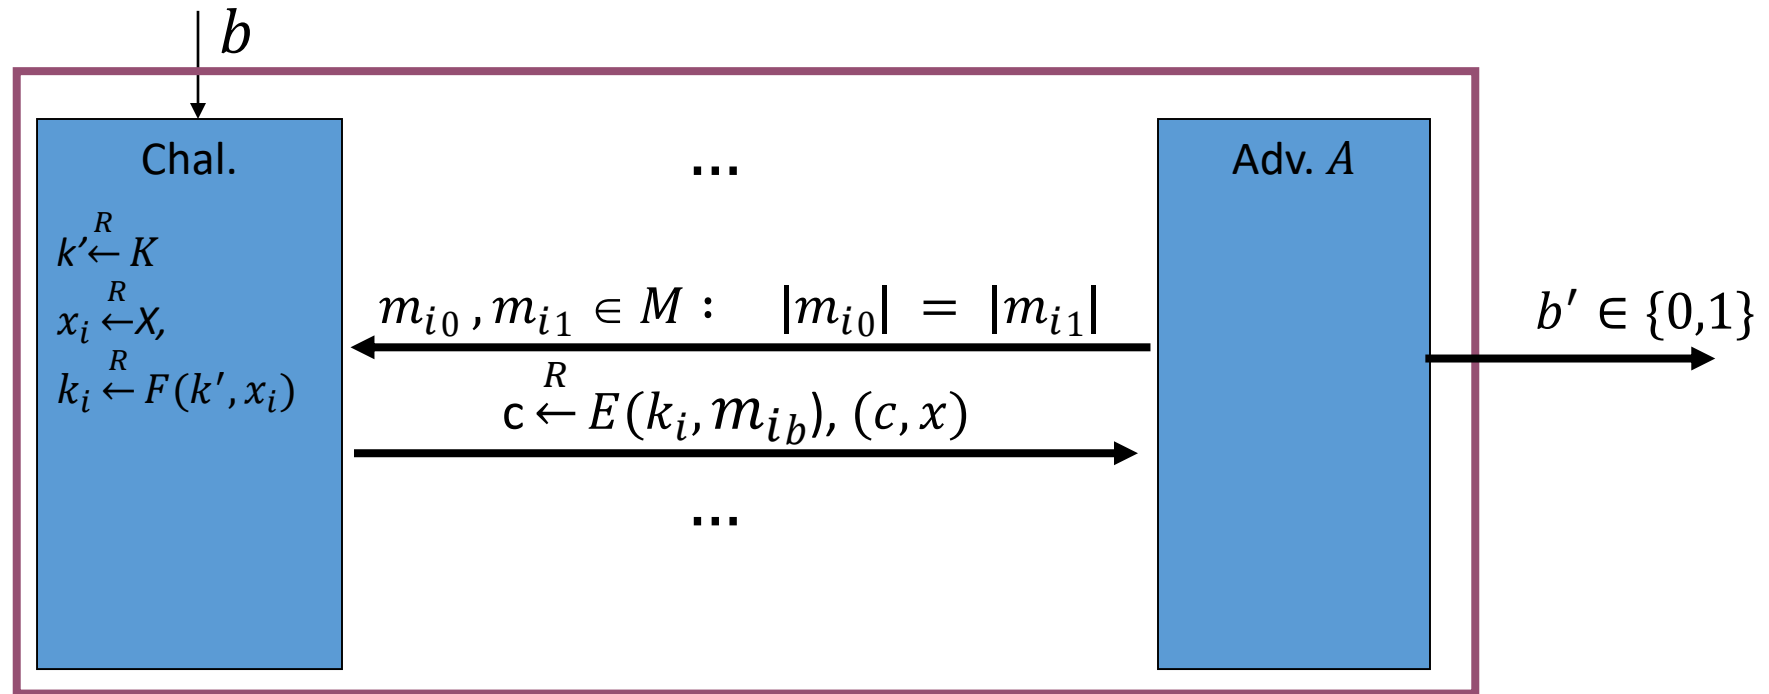 b
Chal.
...
Adv. A
k' ←ᴿ K
xᵢ ←ᴿ X,
mᵢ₀ , mᵢ₁ ∈ M : |mᵢ₀| = |mᵢ₁|
b′ ∈ {0,1}
kᵢ ←ᴿ F(k′, xᵢ)
c ←ᴿ E(kᵢ, mᵢb), (c, x)
...